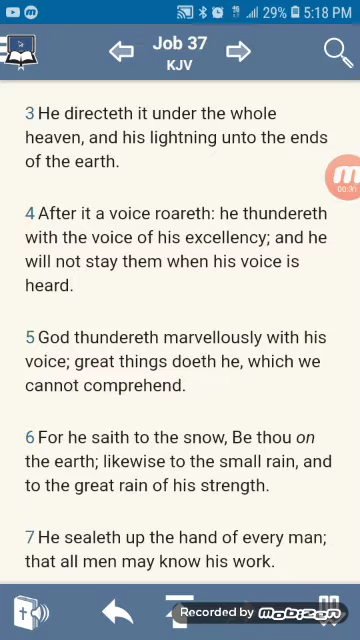 29% 5:18 PM
Job 37
KJV
3 He directeth it under the whole
heaven, and his lightning unto the ends
of the earth.
00:31
4 After it a voice roareth: he thundereth
with the voice of his excellency; and he
will not stay them when his voice is
heard.
5 God thundereth marvellously with his
voice; great things doeth he, which we
cannot comprehend.
6 For he saith to the snow, Be thou on
the earth; likewise to the small rain, and
to the great rain of his strength.
7 He sealeth up the hand of every man;
that all men may know his work.
Recorded by mobizen